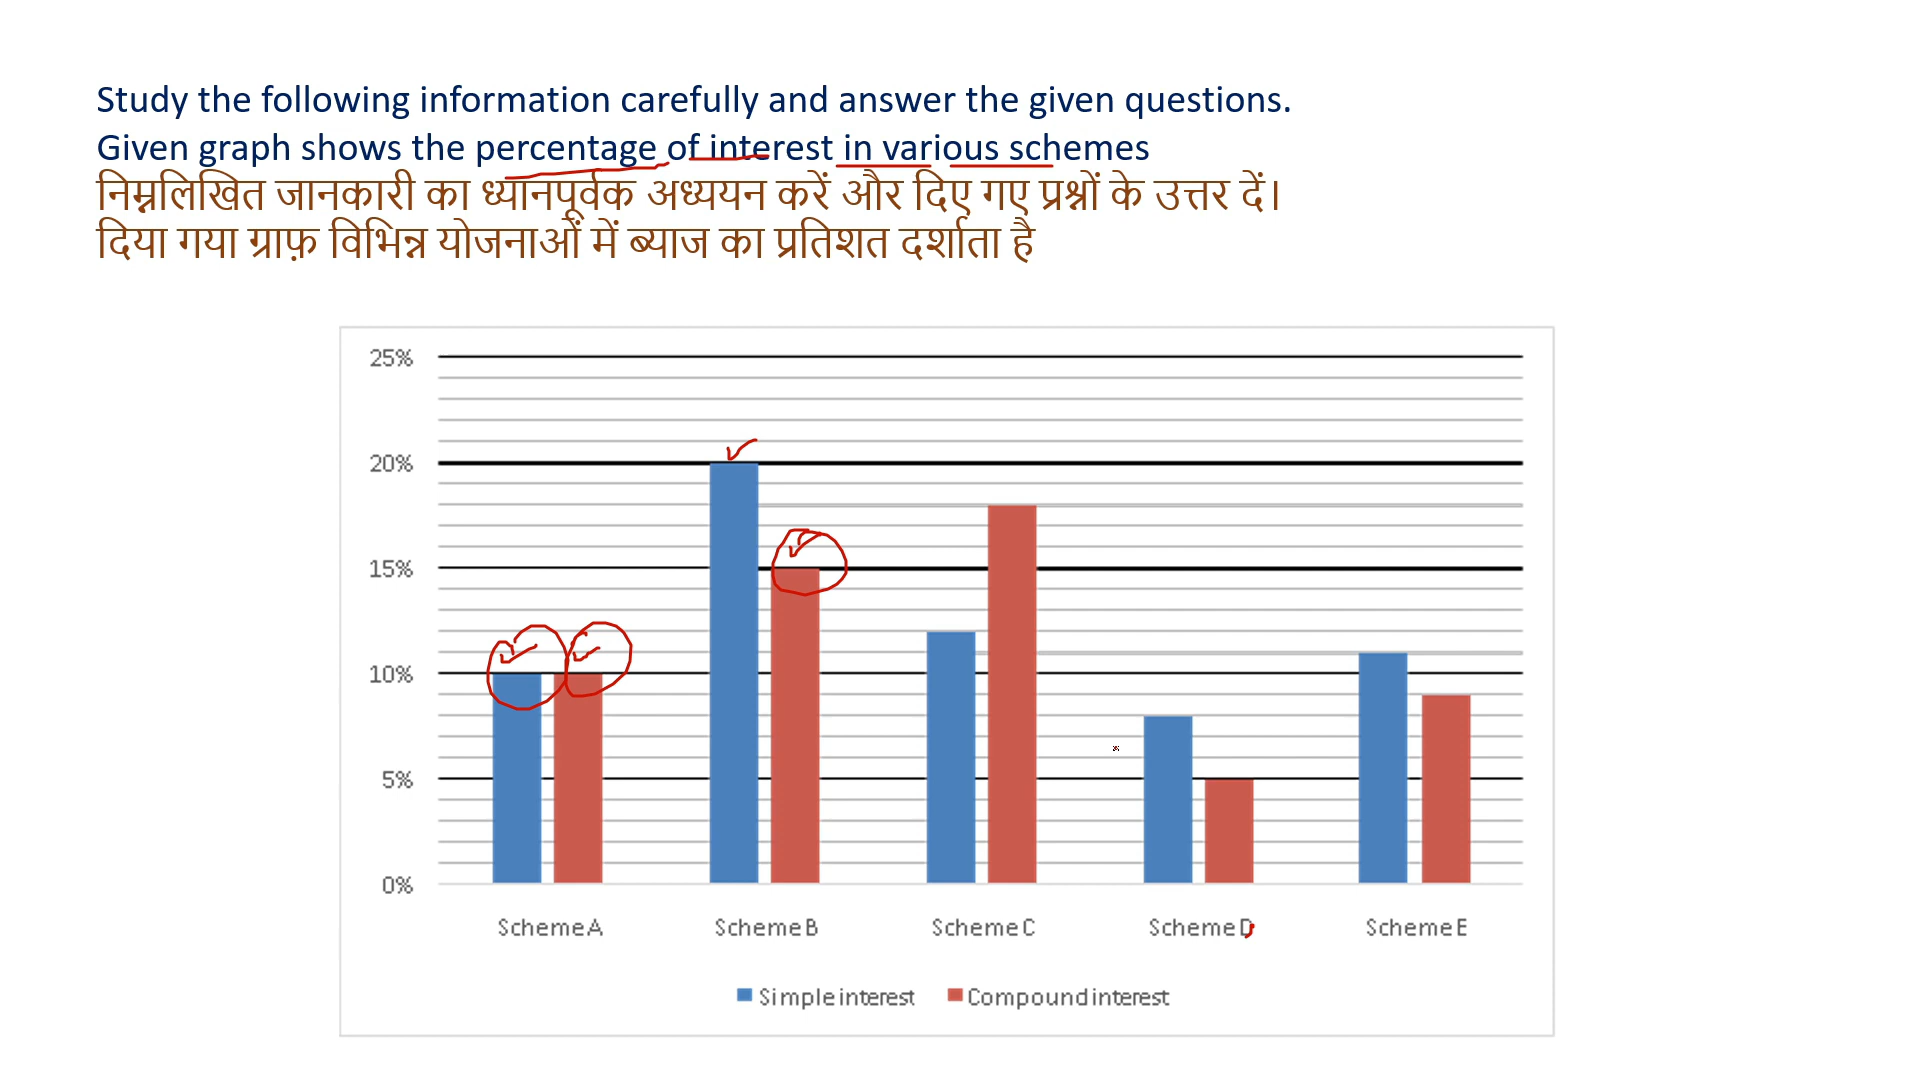 Study the following information carefully and answer the given questions.
Given graph shows the percentage of interest in various schemes
निम्नलिखित जानकारी का ध्यानपूर्वक अध्ययन करें और दिए गए प्रश्नों के उत्तर दें।
दिया गया ग्राफ़ विभिन्न योजनाओं में ब्याज का प्रतिशत दर्शाता है
25%
20%
15%
10%
5%
0%
Scheme A Scheme B Scheme C Scheme D Scheme E
Simple interest Compound interest